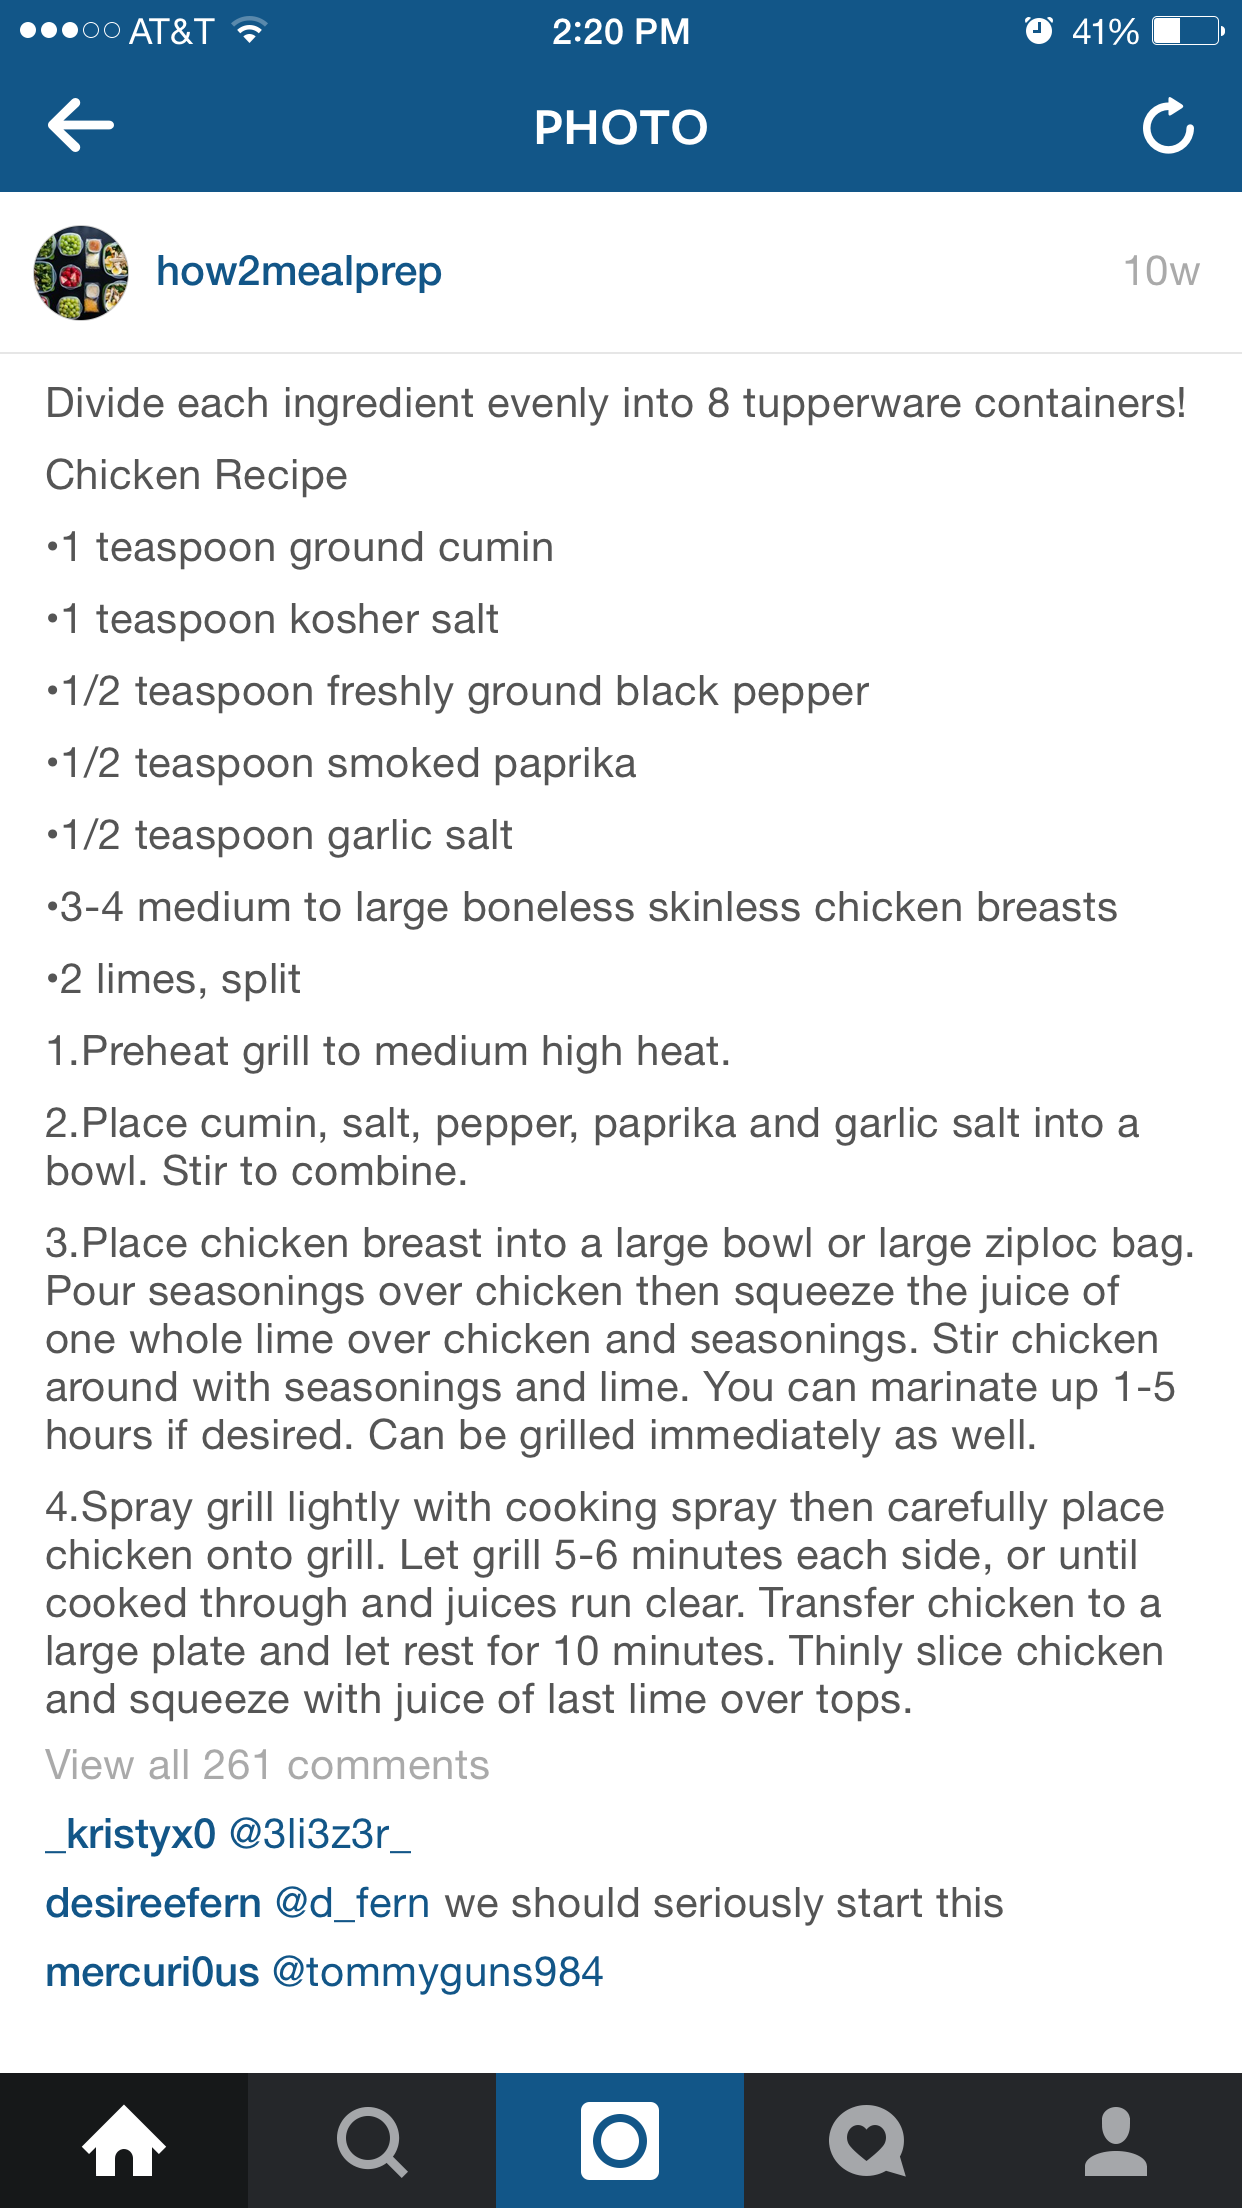 AT&T 2:20 PM 41%
PHOTO
how2mealprep 10w
Divide each ingredient evenly into 8 tupperware containers!
Chicken Recipe
•1 teaspoon ground cumin
•1 teaspoon kosher salt
•1/2 teaspoon freshly ground black pepper
•1/2 teaspoon smoked paprika
•1/2 teaspoon garlic salt
•3-4 medium to large boneless skinless chicken breasts
•2 limes, split
1.Preheat grill to medium high heat.
2.Place cumin, salt, pepper, paprika and garlic salt into a
bowl. Stir to combine.
3.Place chicken breast into a large bowl or large ziploc bag.
Pour seasonings over chicken then squeeze the juice of
one whole lime over chicken and seasonings. Stir chicken
around with seasonings and lime. You can marinate up 1-5
hours if desired. Can be grilled immediately as well.
4.Spray grill lightly with cooking spray then carefully place
chicken onto grill. Let grill 5-6 minutes each side, or until
cooked through and juices run clear. Transfer chicken to a
large plate and let rest for 10 minutes. Thinly slice chicken
and squeeze with juice of last lime over tops.
View all 261 comments
_kristyx0 @3li3z3r_
desireefern @d_fern we should seriously start this
mercuri0us @tommyguns984